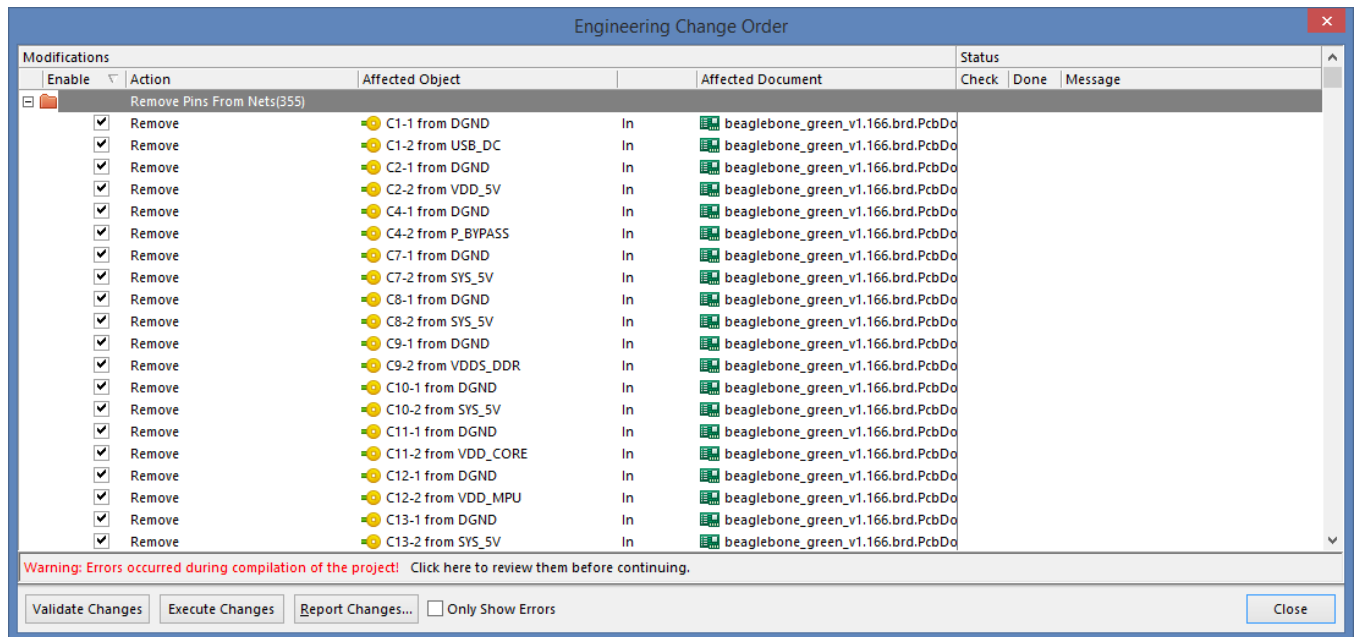 Engineering Change Order
Modifications Status
Enable Action Affected Object Affected Document Check Done Message
Remove Pins From Nets(355)
Remove C1-1 from DGND In beaglebone_green_v1.166.brd.PcbDo
Remove C1-2 from USB_DC In beaglebone_green_v1.166.brd.PcbDo
Remove C2-1 from DGND In beaglebone_green_v1.166.brd.PcbDo
Remove C2-2 from VDD_5V In beaglebone_green_v1.166.brd.PcbDo
Remove C4-1 from DGND In beaglebone_green_v1.166.brd.PcbDo
Remove C4-2 from P_BYPASS In beaglebone_green_v1.166.brd.PcbDo
Remove C7-1 from DGND In beaglebone_green_v1.166.brd.PcbDo
Remove C7-2 from SYS_5V In beaglebone_green_v1.166.brd.PcbDo
Remove C8-1 from DGND In beaglebone_green_v1.166.brd.PcbDo
Remove C8-2 from SYS_5V In beaglebone_green_v1.166.brd.PcbDo
Remove C9-1 from DGND In beaglebone_green_v1.166.brd.PcbDo
Remove C9-2 from VDDS_DDR In beaglebone_green_v1.166.brd.PcbDo
Remove C10-1 from DGND In beaglebone_green_v1.166.brd.PcbDo
Remove C10-2 from SYS_5V In beaglebone_green_v1.166.brd.PcbDo
Remove C11-1 from DGND In beaglebone_green_v1.166.brd.PcbDo
Remove C11-2 from VDD_CORE In beaglebone_green_v1.166.brd.PcbDo
Remove C12-1 from DGND In beaglebone_green_v1.166.brd.PcbDo
Remove C12-2 from VDD_MPU In beaglebone_green_v1.166.brd.PcbDo
Remove C13-1 from DGND In beaglebone_green_v1.166.brd.PcbDo
Remove C13-2 from SYS_5V In beaglebone_green_v1.166.brd.PcbDo
Warning: Errors occurred during compilation of the project! Click here to review them before continuing.
Validate Changes Execute Changes Report Changes... Only Show Errors Close